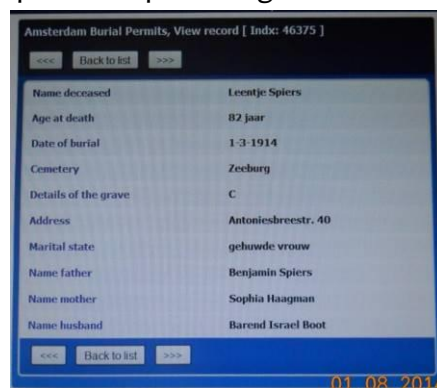 Amsterdam Burial Permits, View record [ Indx: 46375 ]
<<< Back to list >>>
Name deceased Leentje Spiers
Age at death 82 jaar
Date of burial 1-3-1914
Cemetery Zeeburg
Details of the grave C
Address Antoniesbreestr. 40
Marital state gehuwde vrouw
Name father Benjamin Spiers
Name mother Sophia Haagman
Name husband Barend Israel Boot
<<< Back to list >>>
01 08 201